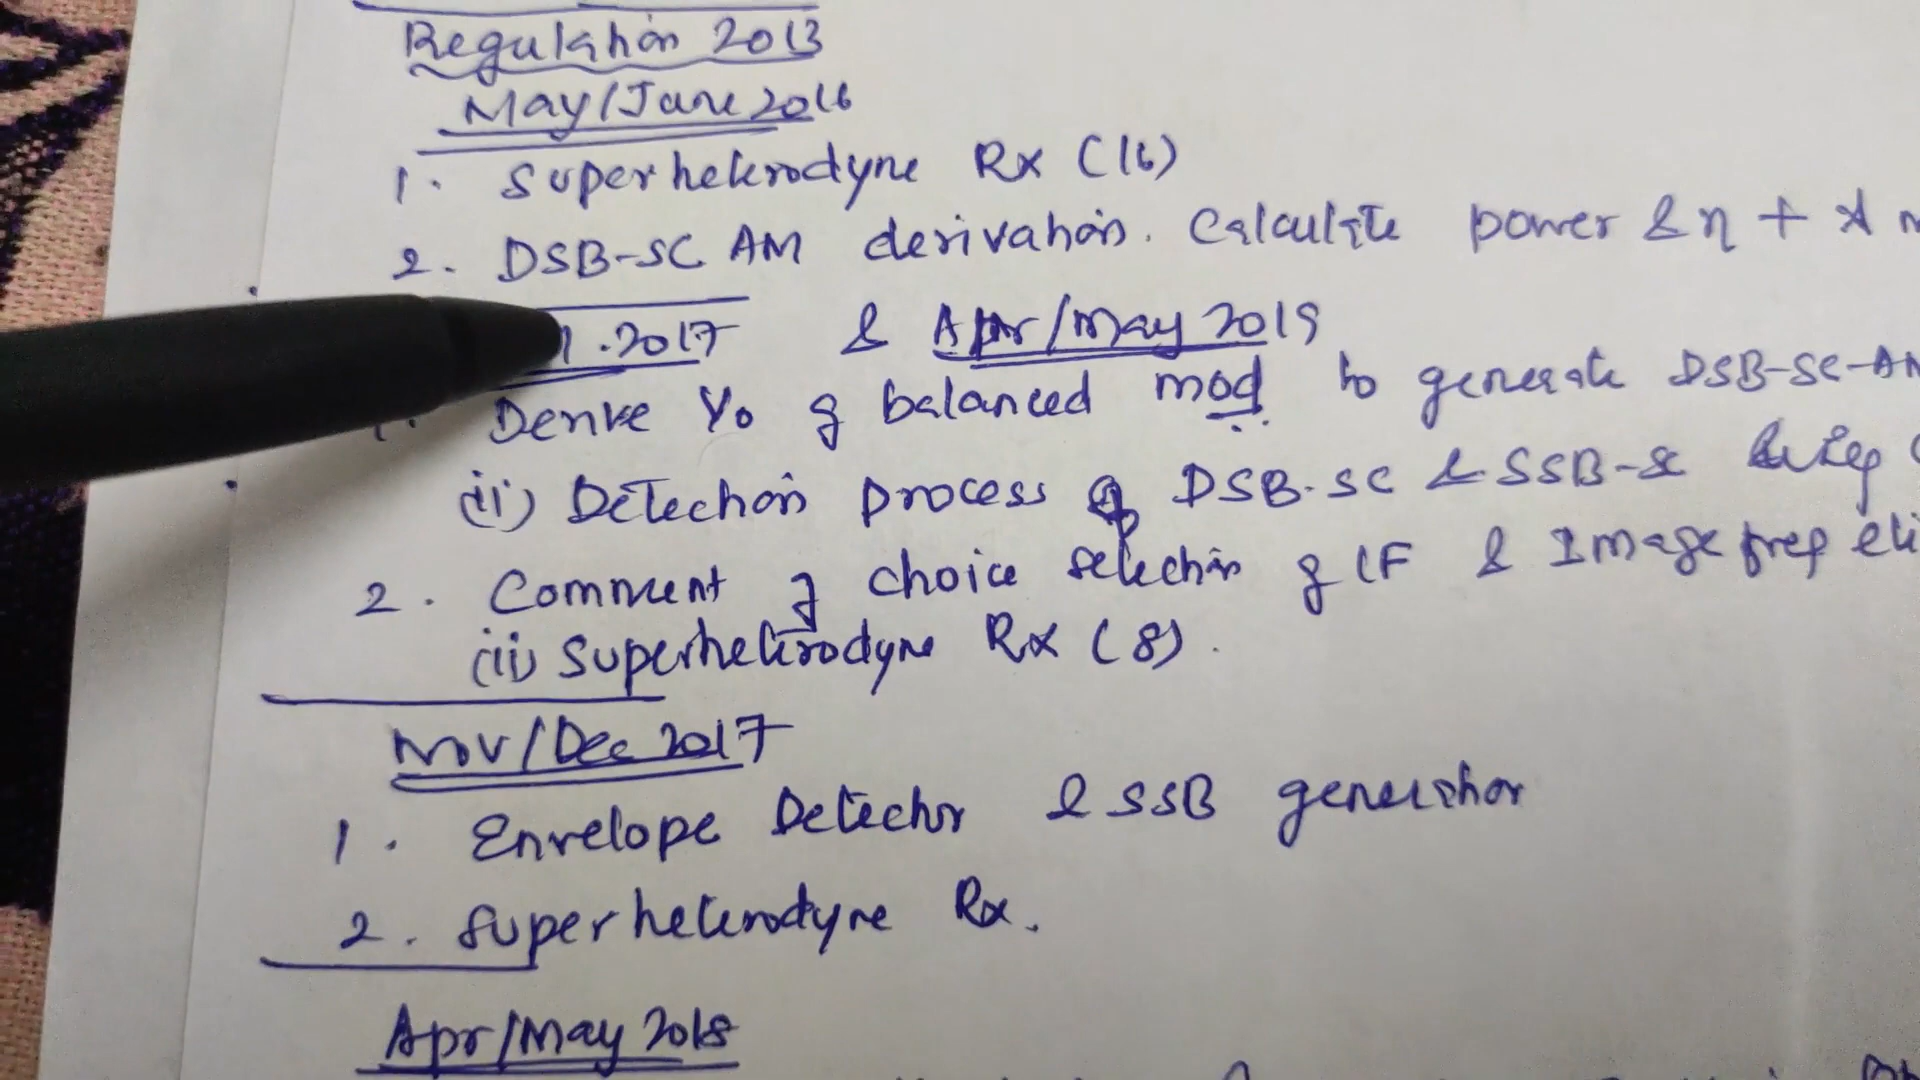 Regulation 2013
May/June 2016
1. Superheterodyne Rx (16)
2. DSB-SC AM derivation. Calculate power & η +
.2017 & Apr/May 2019
Derive Vo of balanced mod to generate DSB-SC-AM
(ii) Detection process of DSB-SC & SSB-SC
2. Comment of choice selection of IF & Image freq eli
(ii) Superheterodyne Rx (8).
Nov/Dec 2017
1. Envelope Detector & SSB generation
2. Superheterodyne Rx.
Apr/May 2018